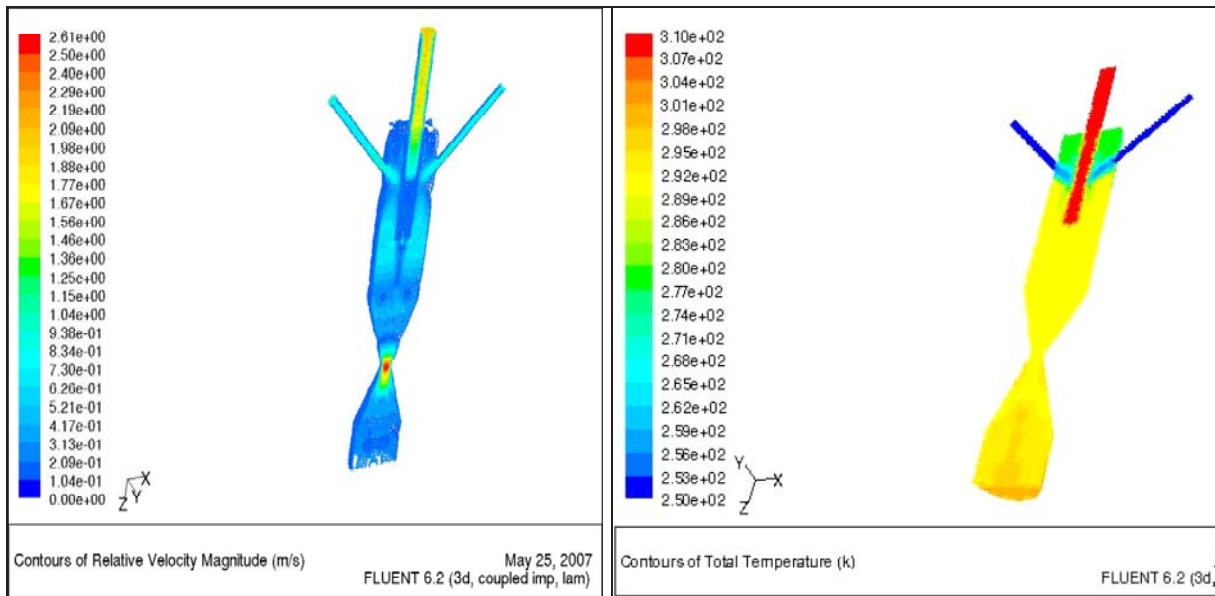 2.61e+00
2.50e+00
2.40e+00
2.29e+00
2.19e+00
2.09e+00
1.98e+00
1.88e+00
1.77e+00
1.67e+00
1.56e+00
1.46e+00
1.36e+00
1.25e+00
1.15e+00
1.04e+00
9.38e-01
8.34e-01
7.30e-01
6.26e-01
5.21e-01
4.17e-01
3.13e-01
2.09e-01
1.04e-01
0.00e+00
X
Y
Z
Contours of Relative Velocity Magnitude (m/s)
May 25, 2007
FLUENT 6.2 (3d, coupled imp, lam)
3.10e+02
3.07e+02
3.04e+02
3.01e+02
2.98e+02
2.95e+02
2.92e+02
2.89e+02
2.86e+02
2.83e+02
2.80e+02
2.77e+02
2.74e+02
2.71e+02
2.68e+02
2.65e+02
2.62e+02
2.59e+02
2.56e+02
2.53e+02
2.50e+02
Y
X
Z
Contours of Total Temperature (k)
FLUENT 6.2 (3d,